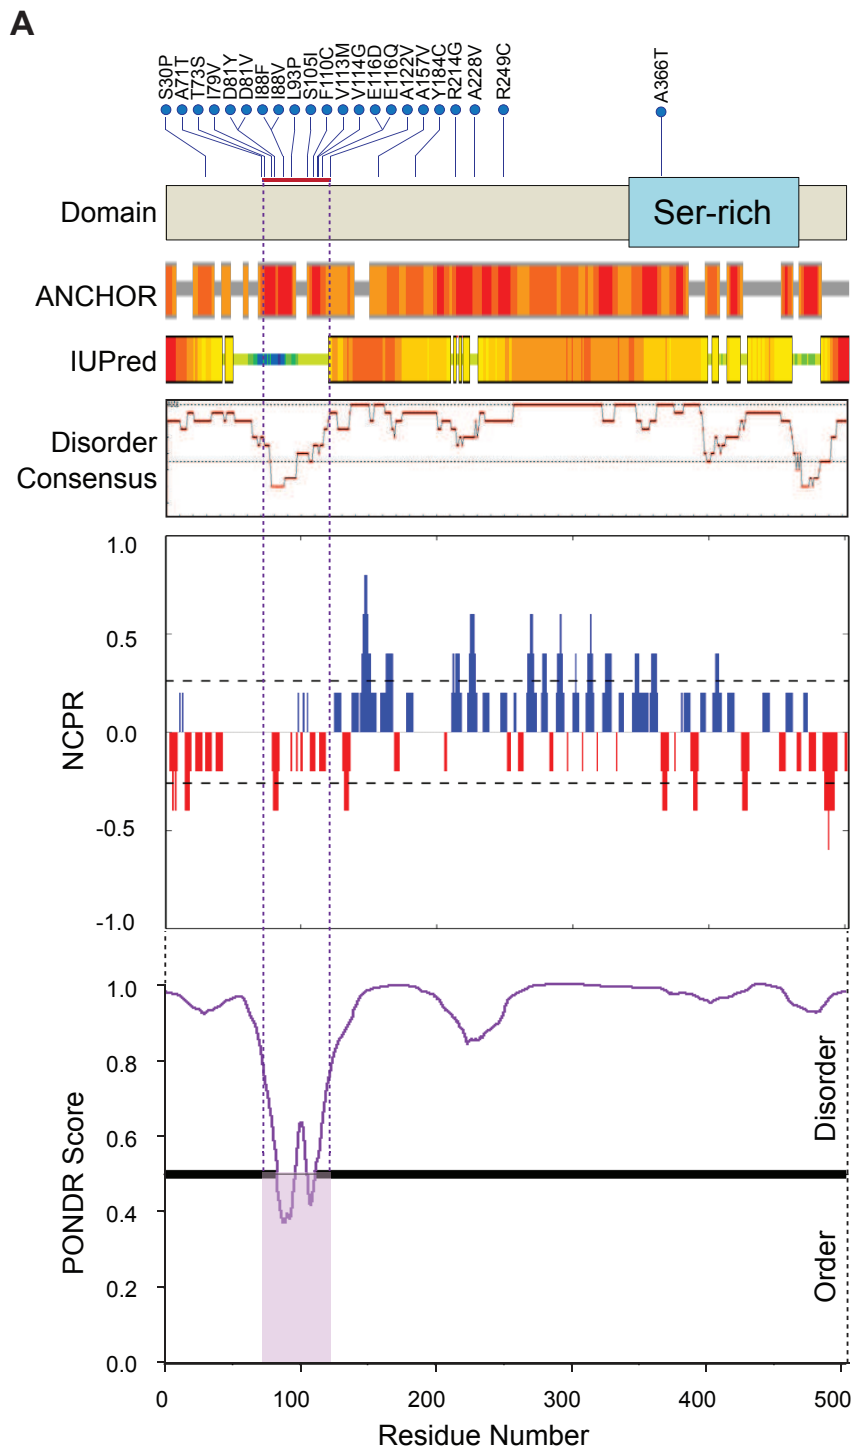 A
S30P
A71T
T73S
I79V
D81Y
D81V
I88F
I88V
L93P
S105I
F110C
V113M
V114G
E116D
E116Q
A122V
A157V
Y184C
R214G
A228V
R249C
A366T
Domain
Ser-rich
ANCHOR
IUPred
Disorder
Consensus
1.0
0.5
0.0
-0.5
-1.0
NCPR
1.0
0.8
0.6
0.4
0.2
0.0
PONDR Score
Disorder
Order
0 100 200 300 400 500
Residue Number